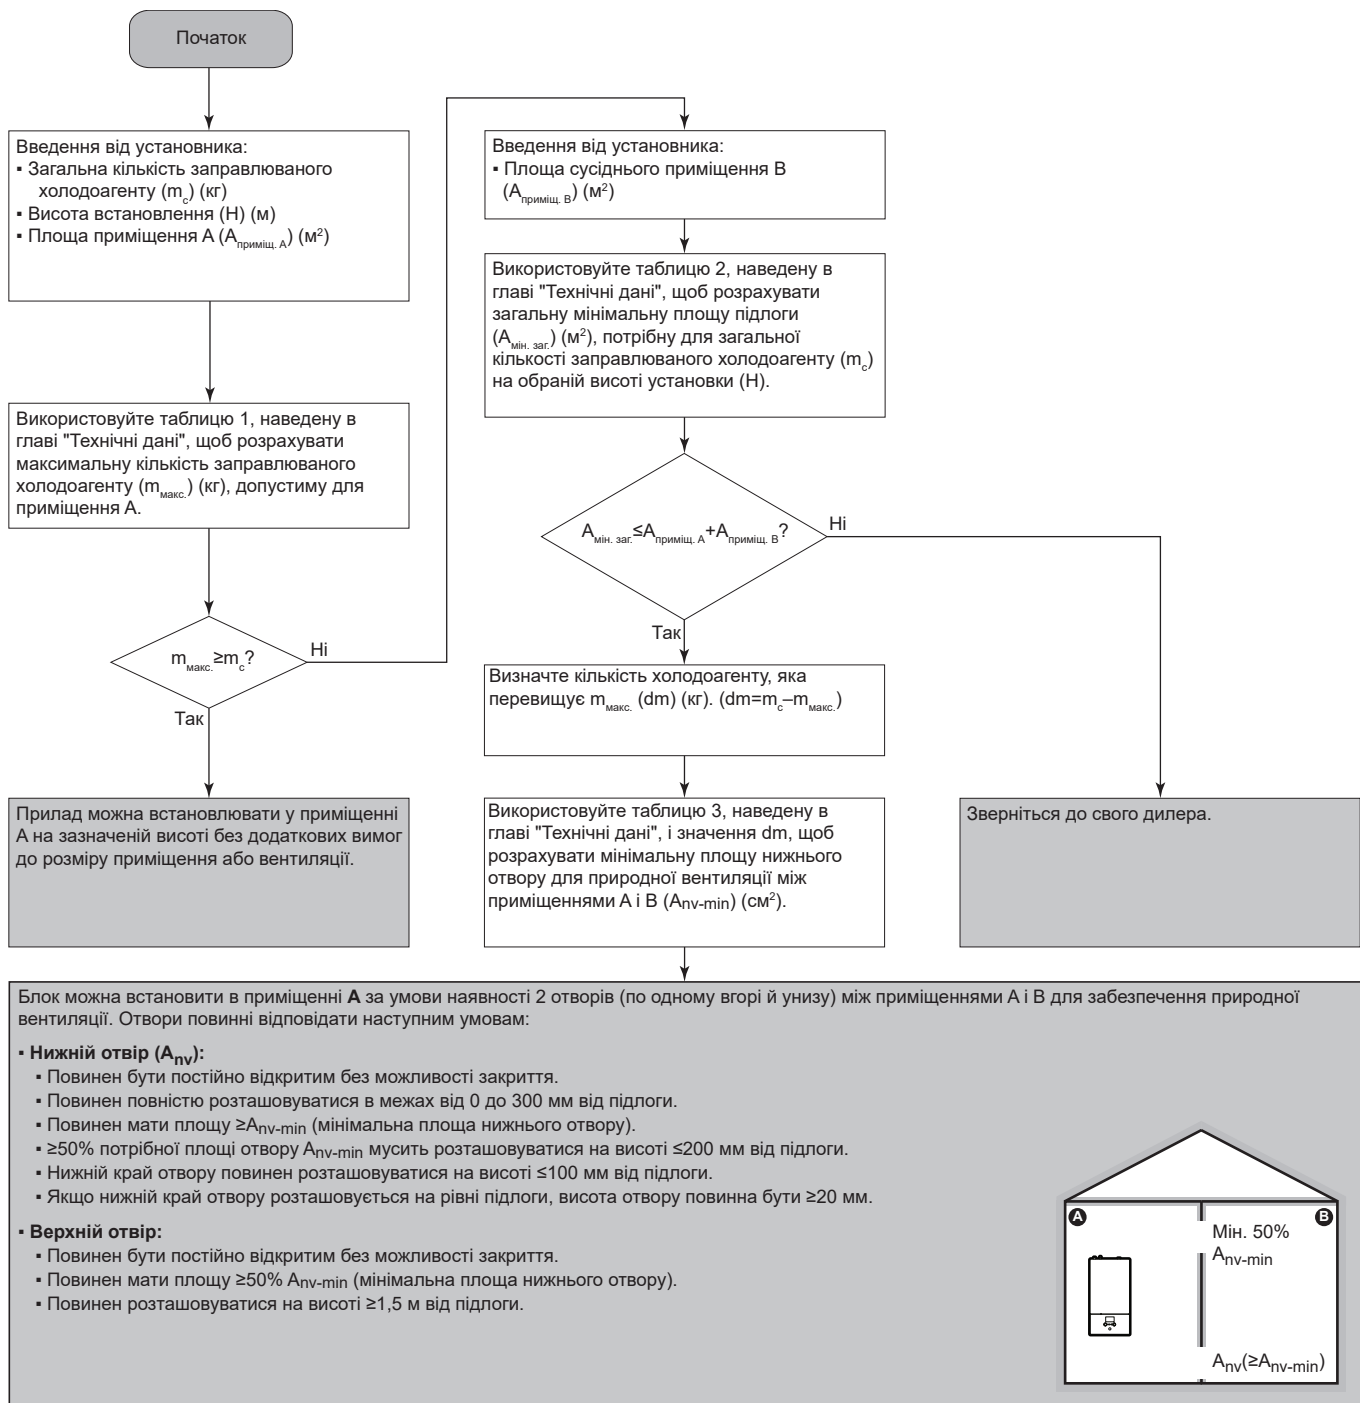 Початок
Введення від установника:
▪ Загальна кількість заправлюваного
холодоагенту (mc) (кг)
▪ Висота встановлення (H) (м)
▪ Площа приміщення A (Aприміщ. A) (м²)
Використовуйте таблицю 1, наведену в
главі "Технічні дані", щоб розрахувати
максимальну кількість заправлюваного
холодоагенту (mмакс.) (кг), допустиму для
приміщення A.
mмакс.≥mc?
Ні
Так
Прилад можна встановлювати у приміщенні
A на зазначеній висоті без додаткових вимог
до розміру приміщення або вентиляції.
Введення від установника:
▪ Площа сусіднього приміщення B
(Aприміщ. B) (м²)
Використовуйте таблицю 2, наведену в
главі "Технічні дані", щоб розрахувати
загальну мінімальну площу підлоги
(Aмін. заг.) (м²), потрібну для загальної
кількості заправлюваного холодоагенту (mc)
на обраній висоті установки (H).
Aмін. заг.≤Aприміщ. A+Aприміщ. B?
Ні
Так
Визначте кількість холодоагенту, яка
перевищує mмакс. (dm) (кг). (dm=mc–mмакс.)
Використовуйте таблицю 3, наведену в
главі "Технічні дані", і значення dm, щоб
розрахувати мінімальну площу нижнього
отвору для природної вентиляції між
приміщеннями A і B (Anv-min) (см²).
Зверніться до свого дилера.
Блок можна встановити в приміщенні A за умови наявності 2 отворів (по одному вгорі й унизу) між приміщеннями A і B для забезпечення природної
вентиляції. Отвори повинні відповідати наступним умовам:
▪ Нижній отвір (Anv):
▪ Повинен бути постійно відкритим без можливості закриття.
▪ Повинен повністю розташовуватися в межах від 0 до 300 мм від підлоги.
▪ Повинен мати площу ≥Anv-min (мінімальна площа нижнього отвору).
▪ ≥50% потрібної площі отвору Anv-min мусить розташовуватися на висоті ≤200 мм від підлоги.
▪ Нижній край отвору повинен розташовуватися на висоті ≤100 мм від підлоги.
▪ Якщо нижній край отвору розташовується на рівні підлоги, висота отвору повинна бути ≥20 мм.
▪ Верхній отвір:
▪ Повинен бути постійно відкритим без можливості закриття.
▪ Повинен мати площу ≥50% Anv-min (мінімальна площа нижнього отвору).
▪ Повинен розташовуватися на висоті ≥1,5 м від підлоги.
A
B
Мін. 50%
Anv-min
Anv(≥Anv-min)